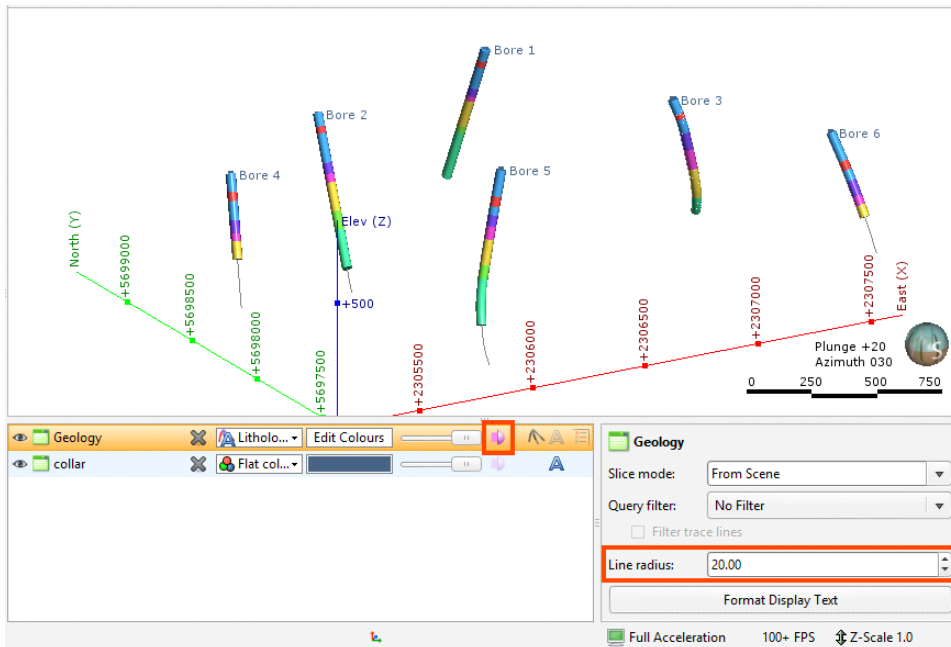 Bore 1
Bore 3
Bore 2
Bore 6
Bore 5
Bore 4
Elev (Z)
North (Y)
+5699000
+5698500
+5698000
+5697500
+500
+2305500
+2306000
+2306500
+2307000
+2307500
East (X)
Plunge +20
Azimuth 030
0 250 500 750
Geology Litholo... Edit Colours
collar Flat col...
Geology
Slice mode: From Scene
Query filter: No Filter
Filter trace lines
Line radius: 20.00
Format Display Text
Full Acceleration 100+ FPS Z-Scale 1.0